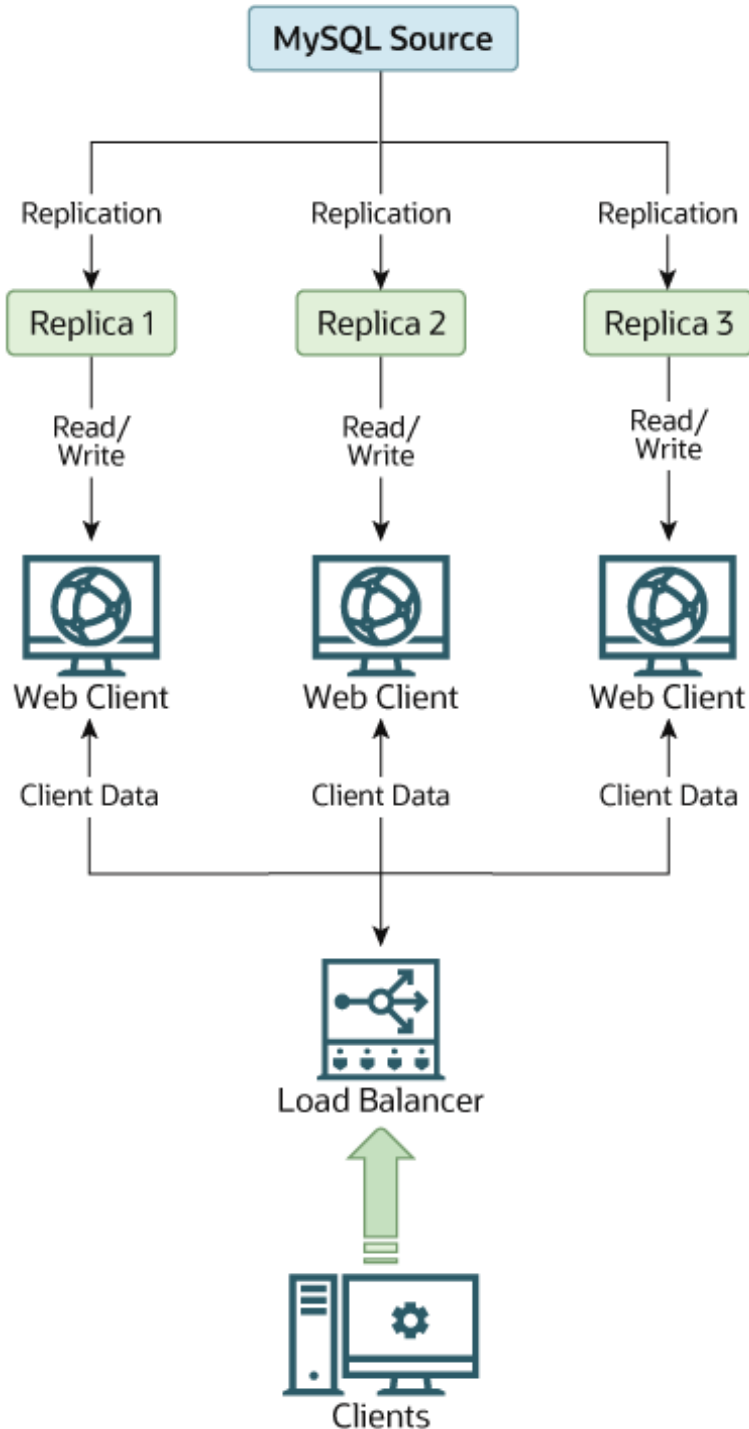 MySQL Source
Replication
Replication
Replication
Replica 1
Replica 2
Replica 3
Read/
Write
Read/
Write
Read/
Write
Web Client
Web Client
Web Client
Client Data
Client Data
Client Data
Load Balancer
Clients